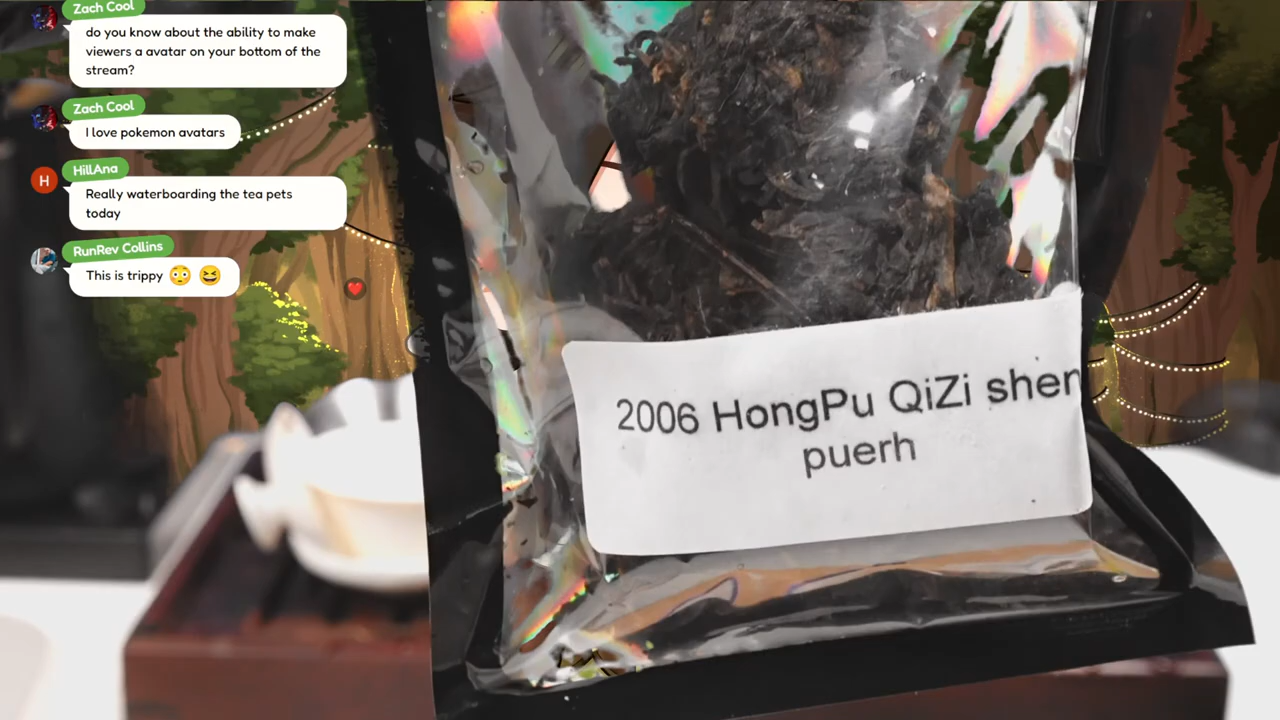 Zach Cool
do you know about the ability to make
viewers a avatar on your bottom of the
stream?
Zach Cool
I love pokemon avatars
H
HillAna
Really waterboarding the tea pets
today
RunRev Collins
This is trippy 😳 😆
2006 HongPu QiZi shen
puerh